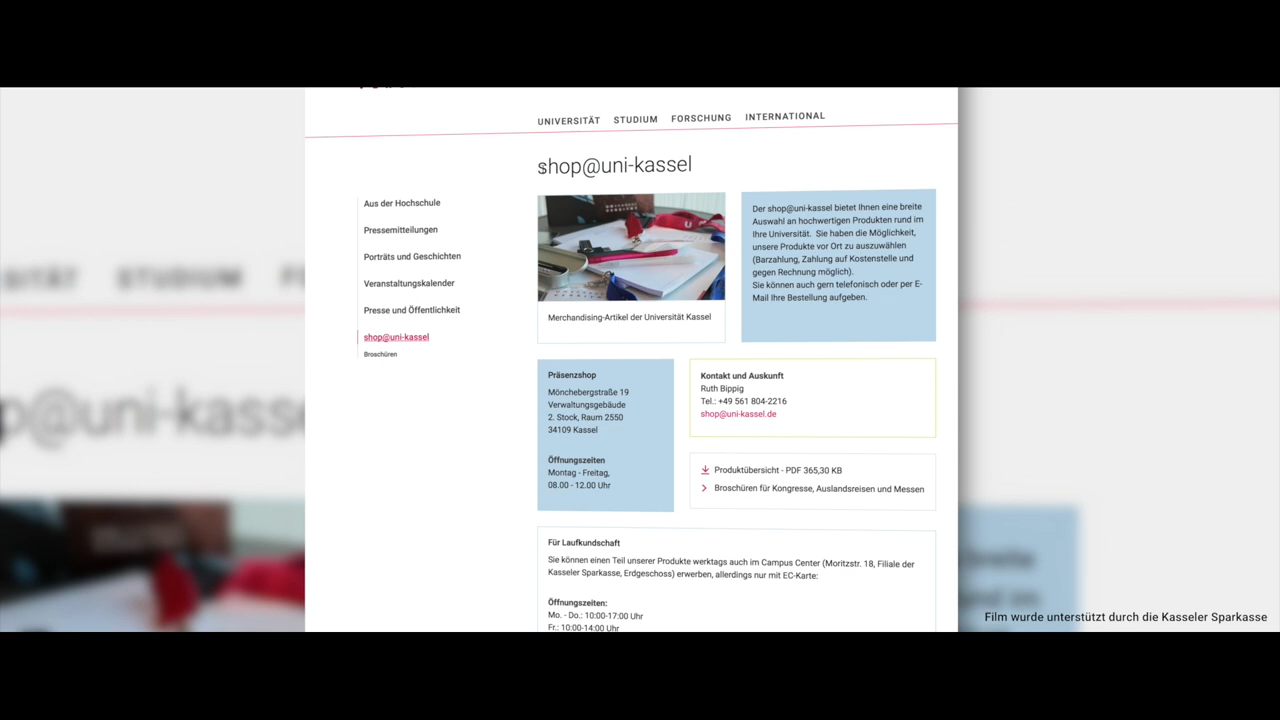 UNIVERSITÄT STUDIUM FORSCHUNG INTERNATIONAL
shop@uni-kassel
Aus der Hochschule
Pressemitteilungen
Porträts und Geschichten
Veranstaltungskalender
Presse und Öffentlichkeit
shop@uni-kassel
Broschüren
Merchandising-Artikel der Universität Kassel
Der shop@uni-kassel bietet Ihnen eine breite
Auswahl an hochwertigen Produkten rund im
Ihre Universität. Sie haben die Möglichkeit,
unsere Produkte vor Ort zu auszuwählen
(Barzahlung, Zahlung auf Kostenstelle und
gegen Rechnung möglich).
Sie können auch gern telefonisch oder per E-
Mail Ihre Bestellung aufgeben.
Präsenzshop
Mönchebergstraße 19
Verwaltungsgebäude
2. Stock, Raum 2550
34109 Kassel
Öffnungszeiten
Montag - Freitag,
08.00 - 12.00 Uhr
Kontakt und Auskunft
Ruth Bippig
Tel.: +49 561 804-2216
shop@uni-kassel.de
Produktübersicht - PDF 365,30 KB
Broschüren für Kongresse, Auslandsreisen und Messen
Für Laufkundschaft
Sie können einen Teil unserer Produkte werktags auch im Campus Center (Moritzstr. 18, Filiale der
Kasseler Sparkasse, Erdgeschoss) erwerben, allerdings nur mit EC-Karte:
Öffnungszeiten:
Mo. - Do.: 10:00-17:00 Uhr
Fr.: 10:00-14:00 Uhr
SITÄT STUDIUM F
p@uni-kasse
Film wurde unterstützt durch die Kasseler Sparkasse